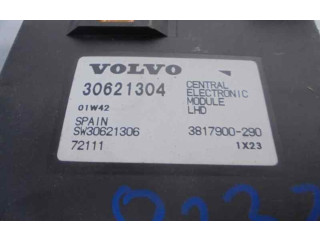 VOLVO
30621304
01W42
CENTRAL
ELECTRONIC
MODULE
LHD
SPAIN
SW30621306 3817900-290
72111 1X23